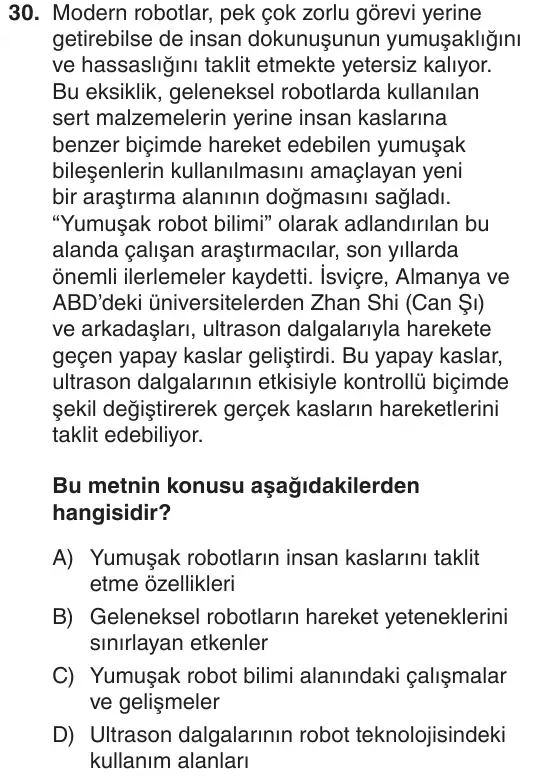 30. Modern robotlar, pek çok zorlu görevi yerine
getirebilse de insan dokunuşunun yumuşaklığını
ve hassaslığını taklit etmekte yetersiz kalıyor.
Bu eksiklik, geleneksel robotlarda kullanılan
sert malzemelerin yerine insan kaslarına
benzer biçimde hareket edebilen yumuşak
bileşenlerin kullanılmasını amaçlayan yeni
bir araştırma alanının doğmasını sağladı.
“Yumuşak robot bilimi” olarak adlandırılan bu
alanda çalışan araştırmacılar, son yıllarda
önemli ilerlemeler kaydetti. İsviçre, Almanya ve
ABD’deki üniversitelerden Zhan Shi (Can Şı)
ve arkadaşları, ultrason dalgalarıyla harekete
geçen yapay kaslar geliştirdi. Bu yapay kaslar,
ultrason dalgalarının etkisiyle kontrollü biçimde
şekil değiştirerek gerçek kasların hareketlerini
taklit edebiliyor.
Bu metnin konusu aşağıdakilerden
hangisidir?
A) Yumuşak robotların insan kaslarını taklit
etme özellikleri
B) Geleneksel robotların hareket yeteneklerini
sınırlayan etkenler
C) Yumuşak robot bilimi alanındaki çalışmalar
ve gelişmeler
D) Ultrason dalgalarının robot teknolojisindeki
kullanım alanları